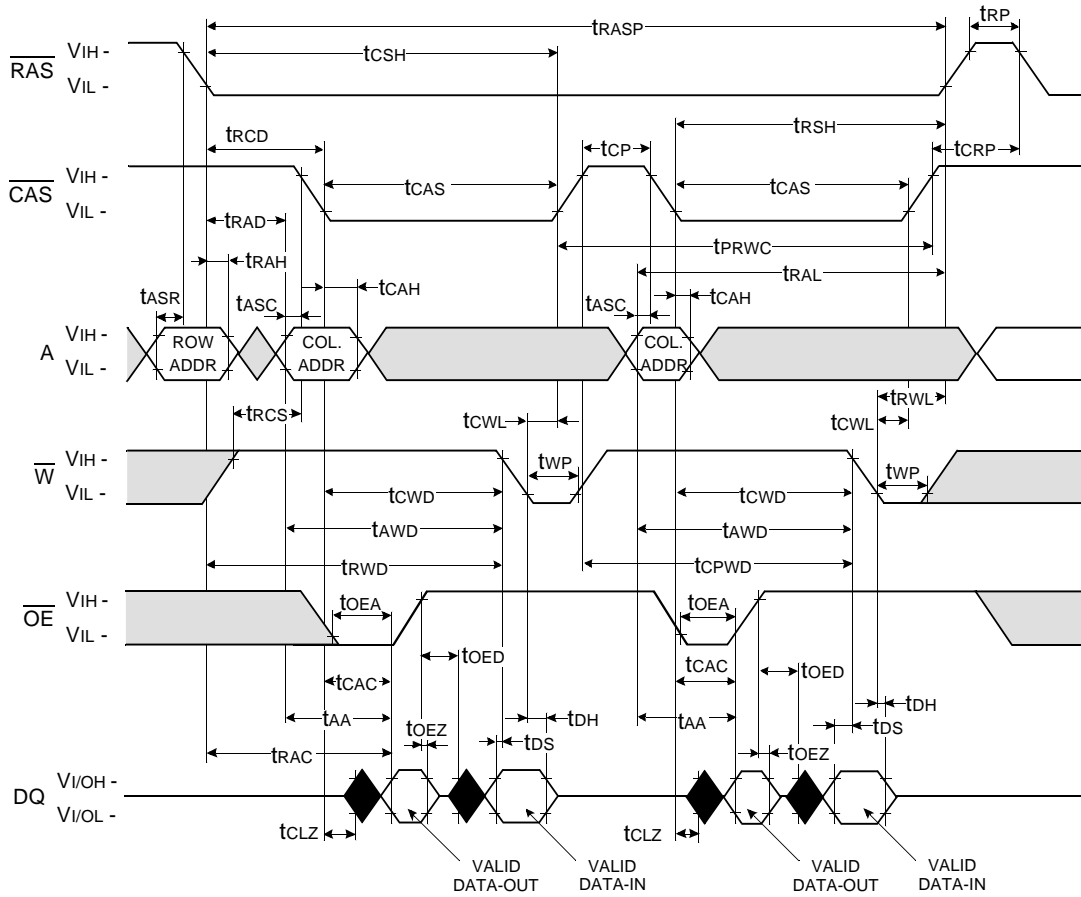 tRP
tRASP
VIH -
tCSH
RAS
VIL -
tRSH
tRCD
tCP
tCRP
VIH -
CAS
tCAS
tCAS
VIL -
tRAD
tPRWC
tRAH
tRAL
tASR
tASC
tCAH
tASC
tCAH
VIH -
ROW
ADDR
COL.
ADDR
COL.
ADDR
A
VIL -
tRWL
tRCS
tCWL
tCWL
VIH -
W
tWP
tWP
VIL -
tCWD
tCWD
tAWD
tAWD
tRWD
tCPWD
VIH -
OE
tOEA
tOEA
VIL -
tOED
tCAC
tOED
tCAC
tAA
tDH
tAA
tDH
tOEZ
tDS
tDS
tRAC
tOEZ
VI/OH -
DQ
VI/OL -
tCLZ
tCLZ
VALID
DATA-OUT
VALID
DATA-IN
VALID
DATA-OUT
VALID
DATA-IN